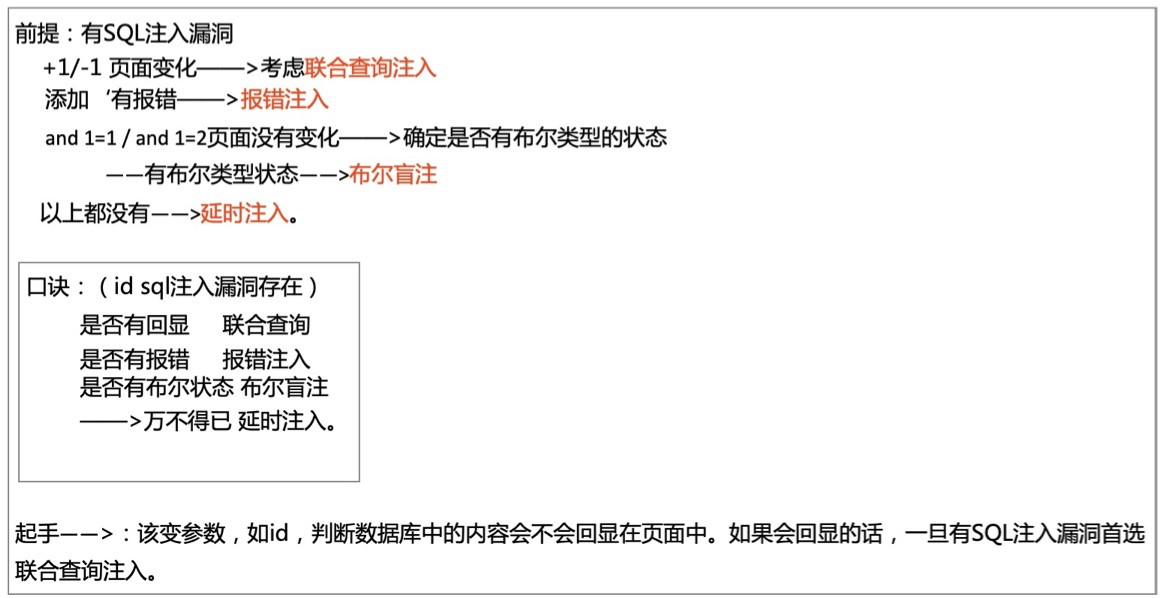 前提：有SQL注入漏洞
+1/-1 页面变化——>考虑联合查询注入
添加 ‘有报错——>报错注入
and 1=1 / and 1=2页面没有变化——>确定是否有布尔类型的状态
——有布尔类型状态——>布尔盲注
以上都没有——>延时注入。
口诀：（id sql注入漏洞存在）
是否有回显 联合查询
是否有报错 报错注入
是否有布尔状态 布尔盲注
——>万不得已 延时注入。
起手——>：该变参数，如id，判断数据库中的内容会不会回显在页面中。如果会回显的话，一旦有SQL注入漏洞首选
联合查询注入。